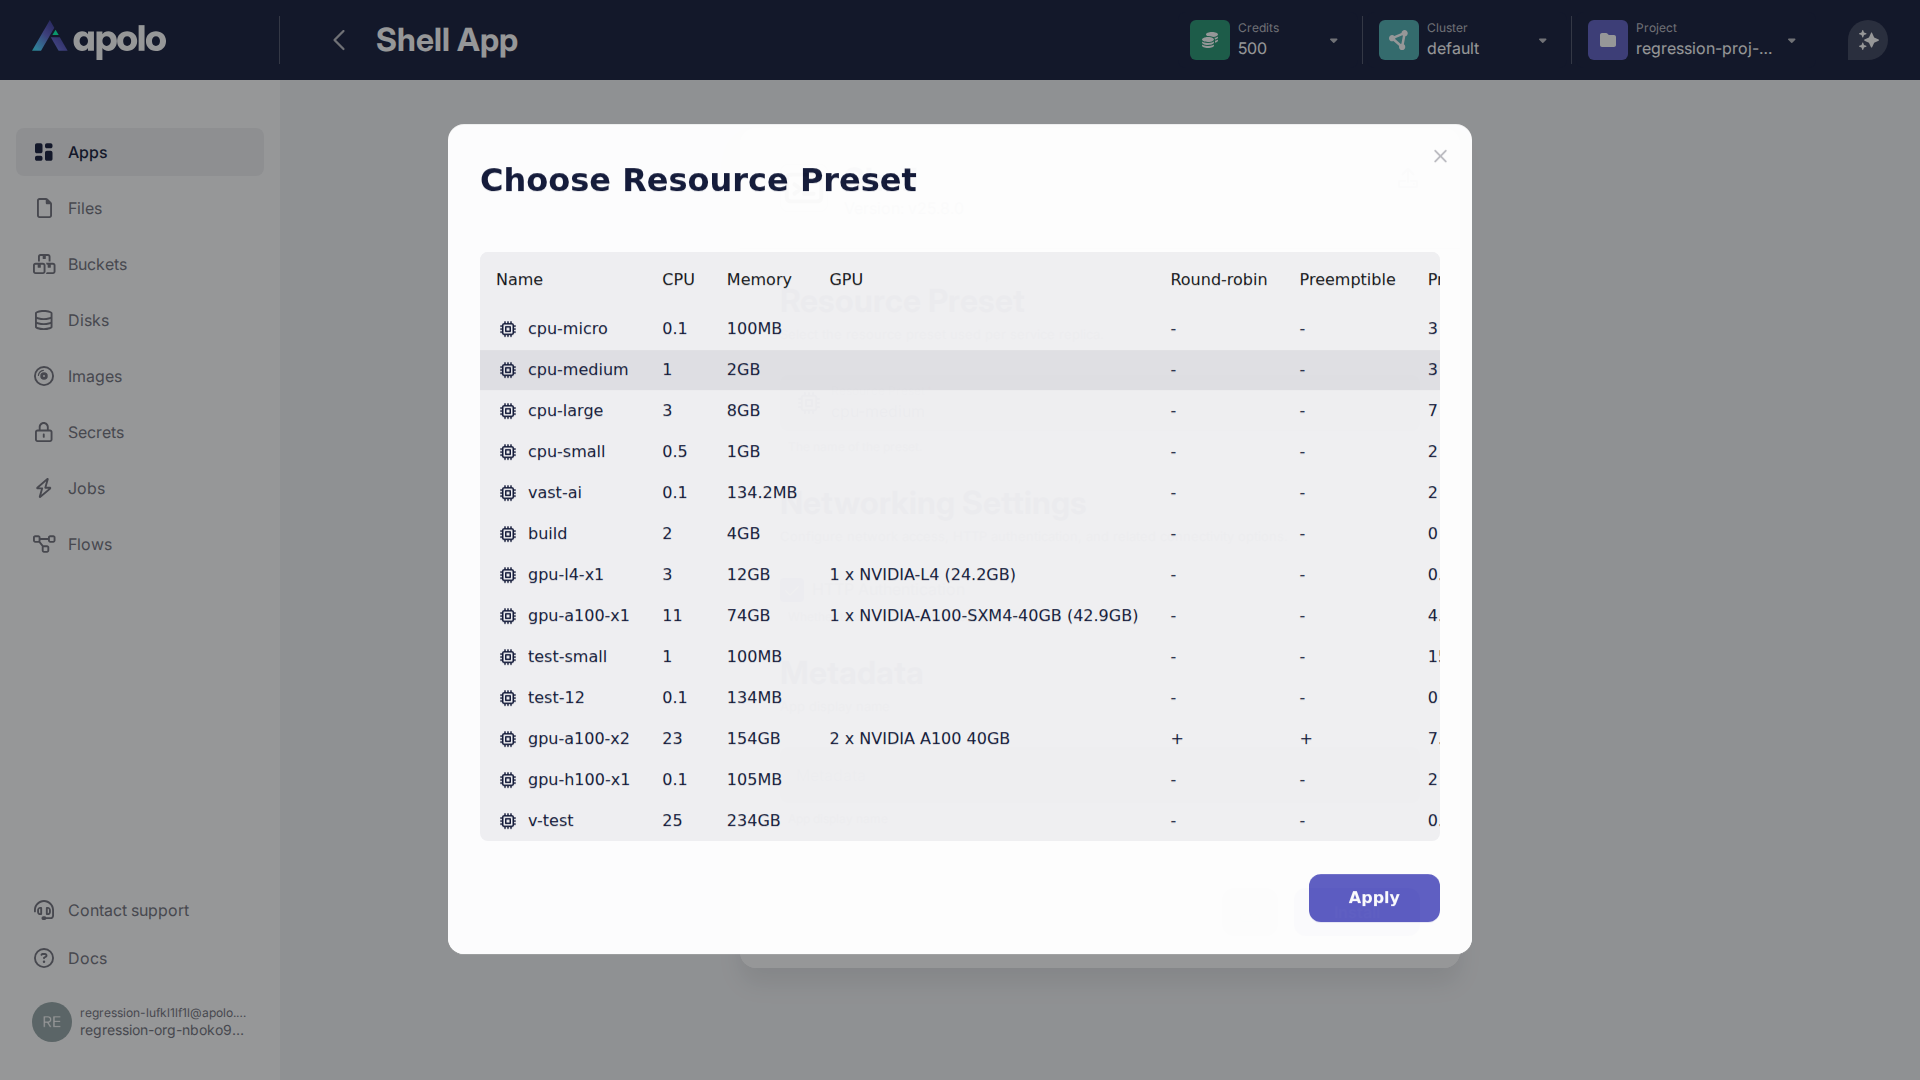 apolo
Shell App
Credits
500
Cluster
default
Project
regression-proj-...
Apps
Files
Buckets
Disks
Images
Secrets
Jobs
Flows
Contact support
Docs
RE
regression-lufkl1lf1l@apolo....
regression-org-nboko9...
Choose Resource Preset
Name CPU Memory GPU Round-robin Preemptible
cpu-micro 0.1 100MB - - 3
cpu-medium 1 2GB - - 3
cpu-large 3 8GB - - 7
cpu-small 0.5 1GB - - 2
vast-ai 0.1 134.2MB - - 2
build 2 4GB - - 0
gpu-l4-x1 3 12GB 1 x NVIDIA-L4 (24.2GB) - - 0.
gpu-a100-x1 11 74GB 1 x NVIDIA-A100-SXM4-40GB (42.9GB) - - 4.
test-small 1 100MB - - 1
test-12 0.1 134MB - - 0
gpu-a100-x2 23 154GB 2 x NVIDIA A100 40GB + + 7.
gpu-h100-x1 0.1 105MB - - 2
v-test 25 234GB - - 0.
Resource Preset
Networking Settings
Metadata
Apply